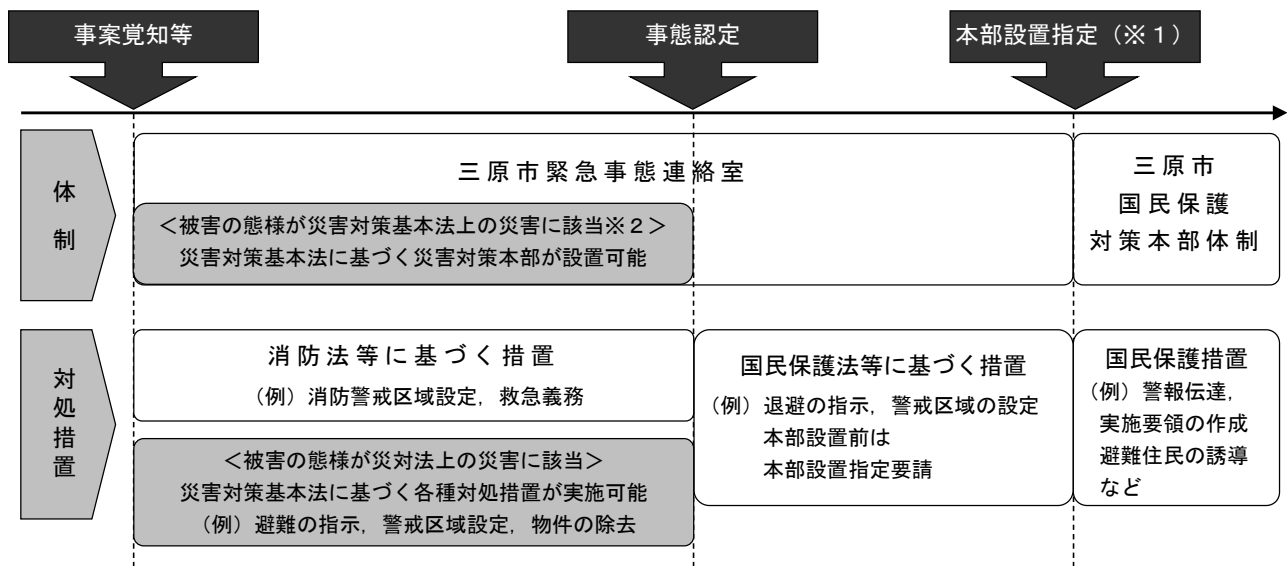 事案覚知等
事態認定
本部設置指定（※１）
体制
三原市緊急事態連絡室
＜被害の態様が災害対策基本法上の災害に該当※２＞
災害対策基本法に基づく災害対策本部が設置可能
三原市
国民保護
対策本部体制
対処措置
消防法等に基づく措置
（例）消防警戒区域設定，救急義務
＜被害の態様が災対法上の災害に該当＞
災害対策基本法に基づく各種対処措置が実施可能
（例）避難の指示，警戒区域設定，物件の除去
国民保護法等に基づく措置
（例）退避の指示，警戒区域の設定
本部設置前は
本部設置指定要請
国民保護措置
（例）警報伝達，
実施要領の作成
避難住民の誘導
など